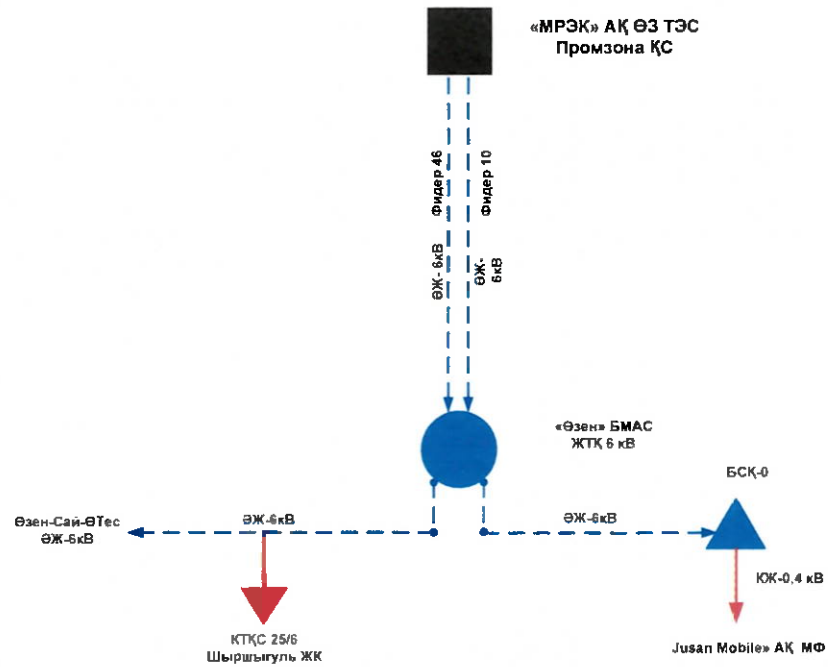 «МРЭК» АҚ ӨЗ ТЭС
Промзона ҚС
Фидер 46
Фидер 10
ӘЖ- 6кВ
ӘЖ-
6кВ
«Өзен» БМАС
ЖТҚ 6 кВ
БСҚ-0
Өзен-Сай-ӨТес
ӘЖ-6кВ
ӘЖ-6кВ
ӘЖ-6кВ
КЖ-0,4 кВ
КТҚС 25/6
Шыршыгуль ЖК
Jusan Mobile» АҚ МФ